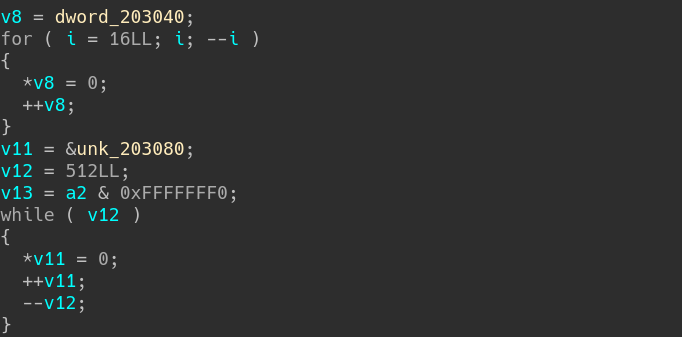 v8 = dword_203040;
for ( i = 16LL; i; --i )
{
  *v8 = 0;
  ++v8;
}
v11 = &unk_203080;
v12 = 512LL;
v13 = a2 & 0xFFFFFFF0;
while ( v12 )
{
  *v11 = 0;
  ++v11;
  --v12;
}